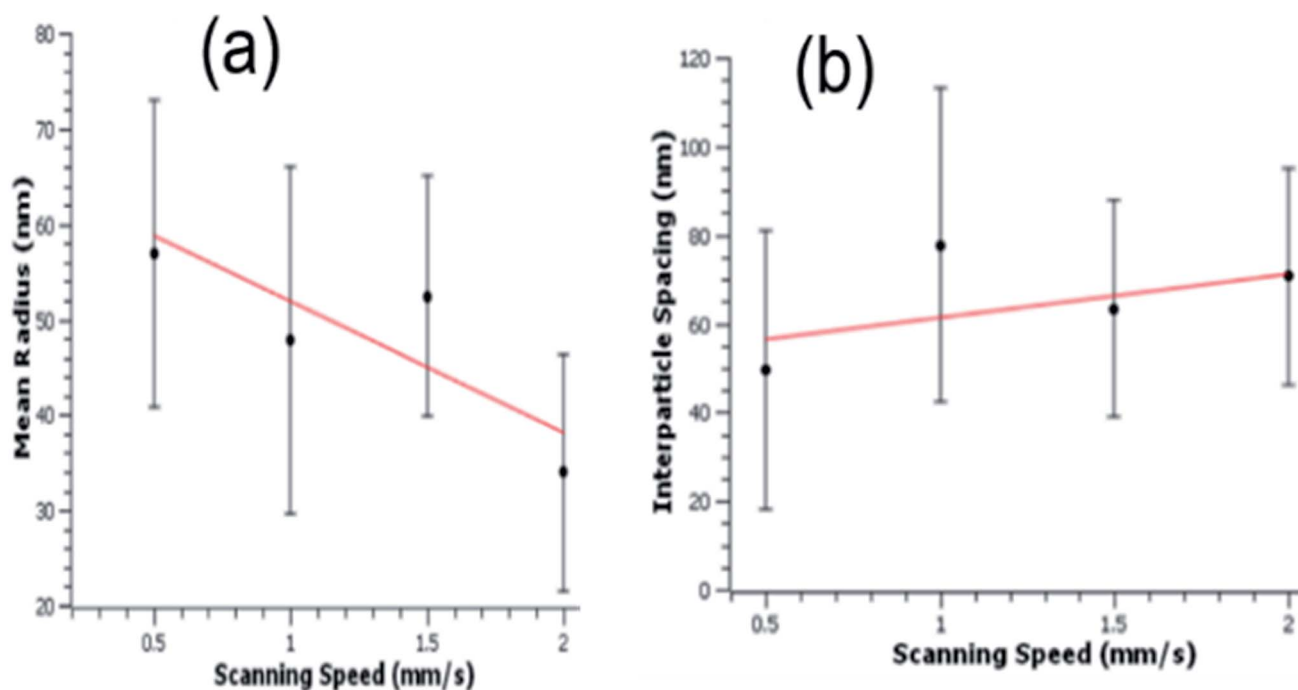 (a)
80
70
60
50
40
30
20
Mean Radius (nm)
0.5 1 1.5 2
Scanning Speed (mm/s)
(b)
120
100
80
60
40
20
0
Interparticle Spacing (nm)
0.5 1 1.5 2
Scanning Speed (mm/s)